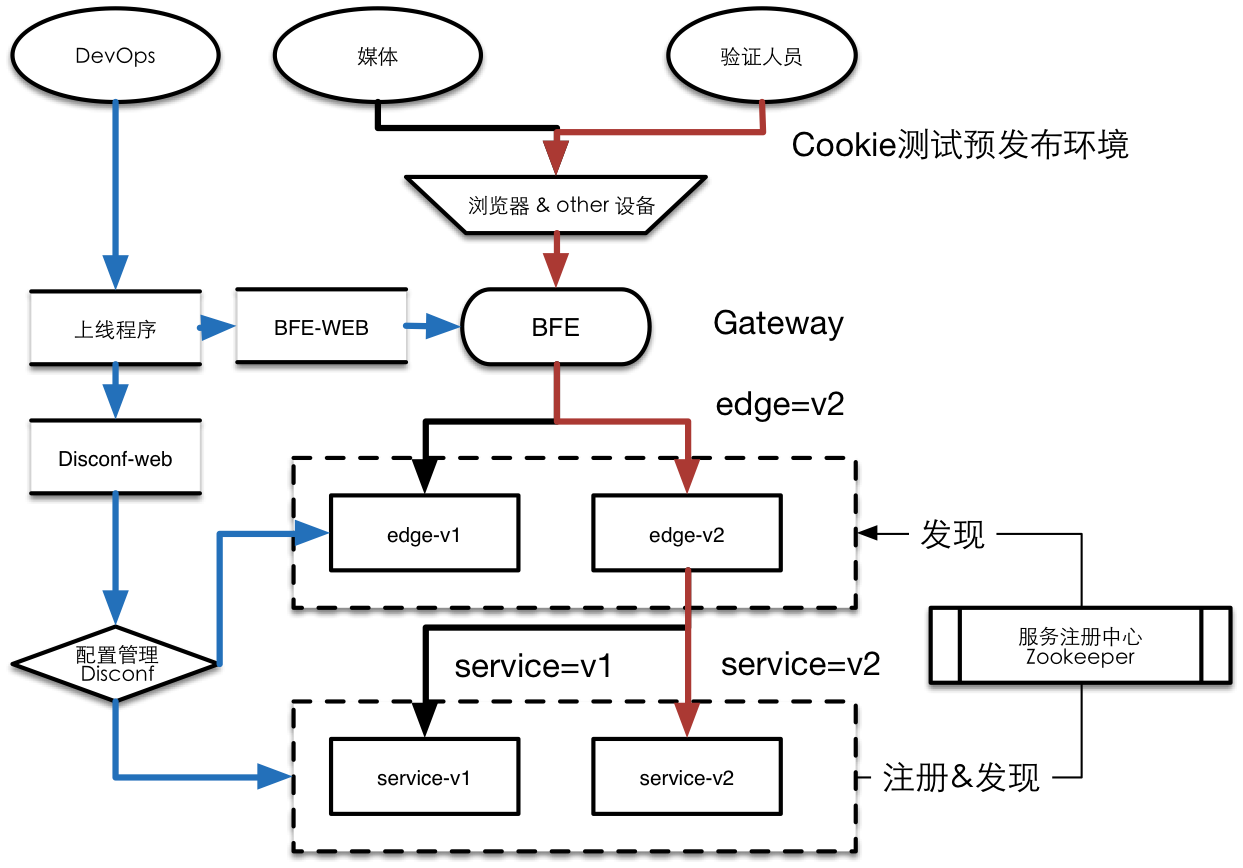 DevOps
媒体
验证人员
Cookie测试预发布环境
浏览器 & other 设备
上线程序
BFE-WEB
BFE
Gateway
edge=v2
Disconf-web
edge-v1
edge-v2
发现
配置管理
Disconf
service=v1
service=v2
服务注册中心
Zookeeper
service-v1
service-v2
注册&发现